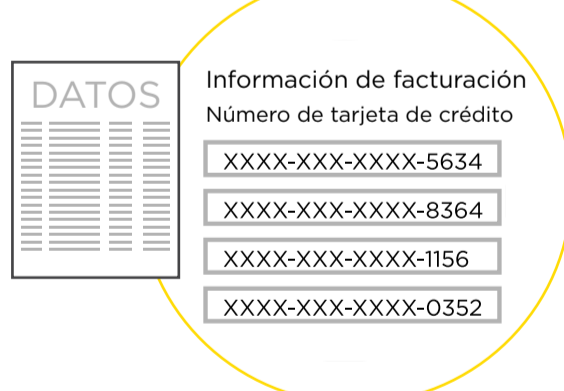 DATOS
Información de facturación
Número de tarjeta de crédito
XXXX-XXX-XXXX-5634
XXXX-XXX-XXXX-8364
XXXX-XXX-XXXX-1156
XXXX-XXX-XXXX-0352